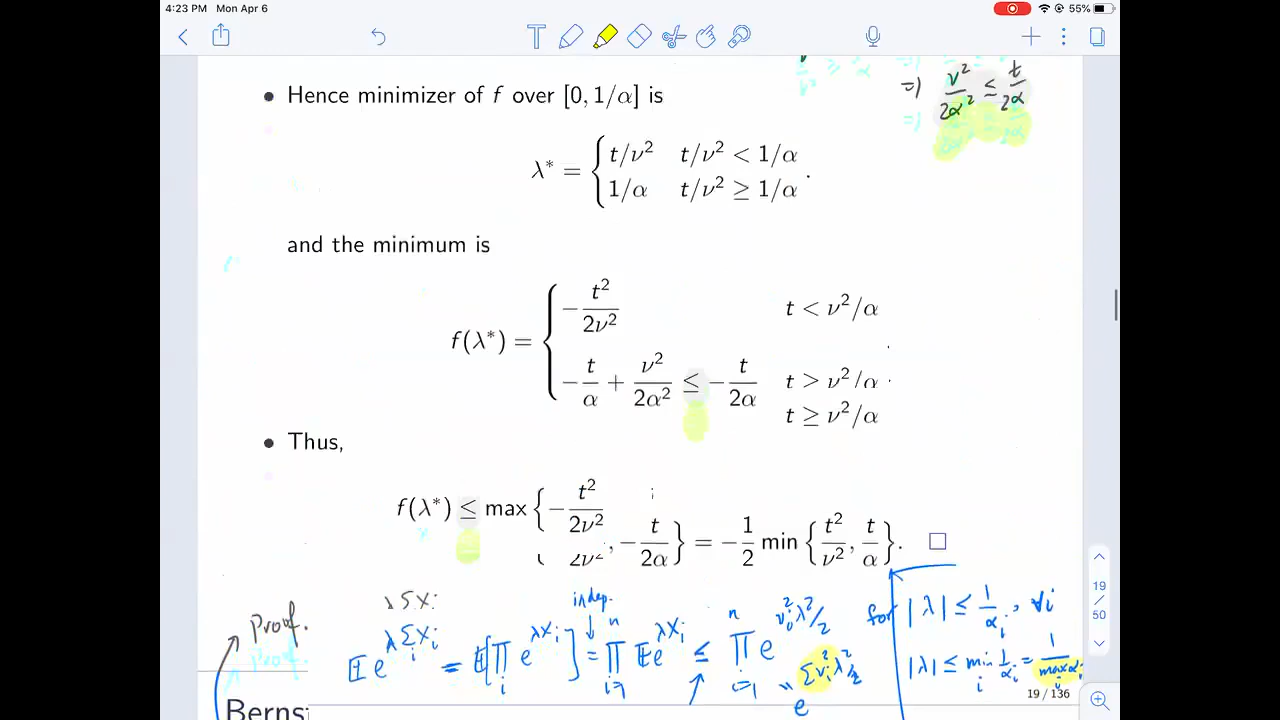 4:23 PM Mon Apr 6
55%
T
⇒ ν² / 2α² ≤ t / 2α
• Hence minimizer of f over [0, 1/α] is
λ* = { t/ν² t/ν² < 1/α
1/α t/ν² ≥ 1/α .
and the minimum is
f(λ*) = { − t² / 2ν² t < ν²/α
− t/α + ν² / 2α² ≤ − t / 2α t > ν²/α .
t ≥ ν²/α
• Thus,
f(λ*) ≤ max { − t² / 2ν² , − t / 2α } = − 1/2 min { t²/ν² , t/α } . □
Proof.
indep.
𝔼 e^{λ Σ_i X_i} = 𝔼[ ∏_i e^{λX_i} ] = ∏_{i=1}^n 𝔼 e^{λX_i} ≤ ∏_{i=1}^n e^{ν_i² λ²/2} for |λ| ≤ 1/α_i , ∀i
= e^{Σ ν_i² λ²/2} |λ| ≤ min_i 1/α_i = 1 / max_i α_i
19
/
50
19 / 136
Berns